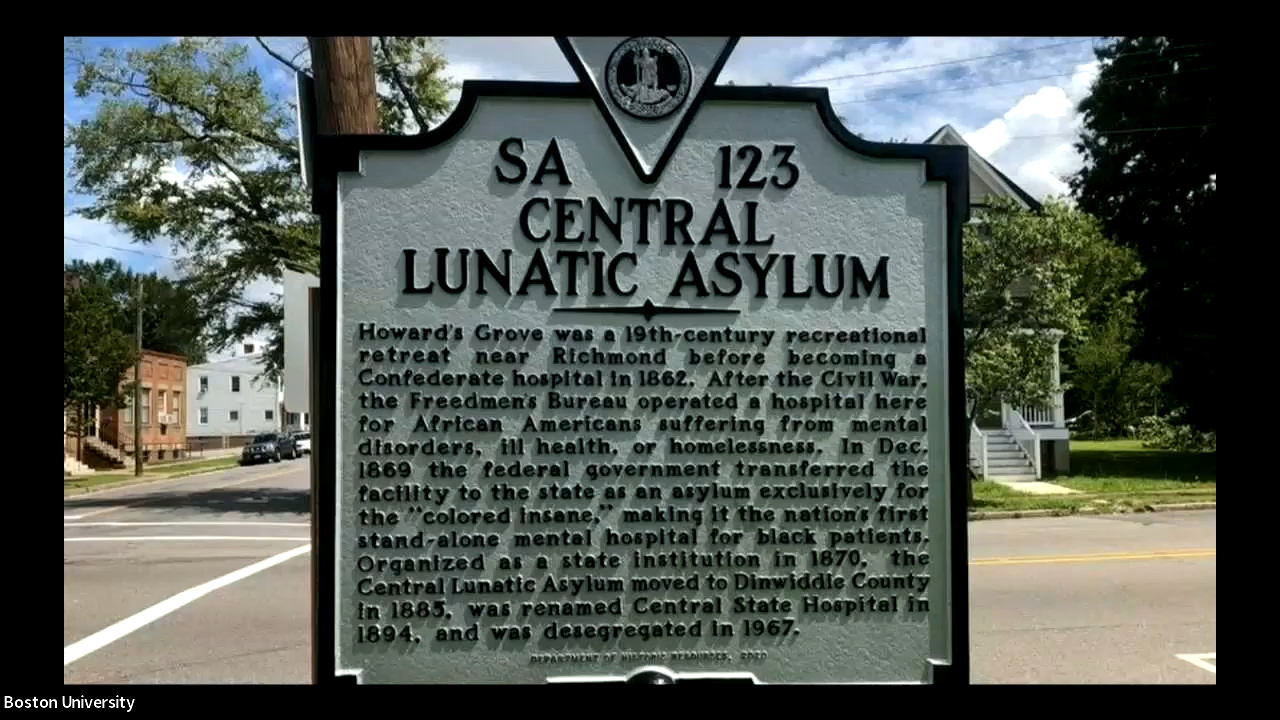 SA 123
CENTRAL
LUNATIC ASYLUM
Howard's Grove was a 19th-century recreational
retreat near Richmond before becoming a
Confederate hospital in 1862. After the Civil War,
the Freedmen's Bureau operated a hospital here
for African Americans suffering from mental
disorders, ill health, or homelessness. In Dec.
1869 the federal government transferred the
facility to the state as an asylum exclusively for
the "colored insane," making it the nation's first
stand-alone mental hospital for black patients.
Organized as a state institution in 1870, the
Central Lunatic Asylum moved to Dinwiddie County
in 1885, was renamed Central State Hospital in
1894, and was desegregated in 1967.
DEPARTMENT OF HISTORIC RESOURCES, 2020
Boston University